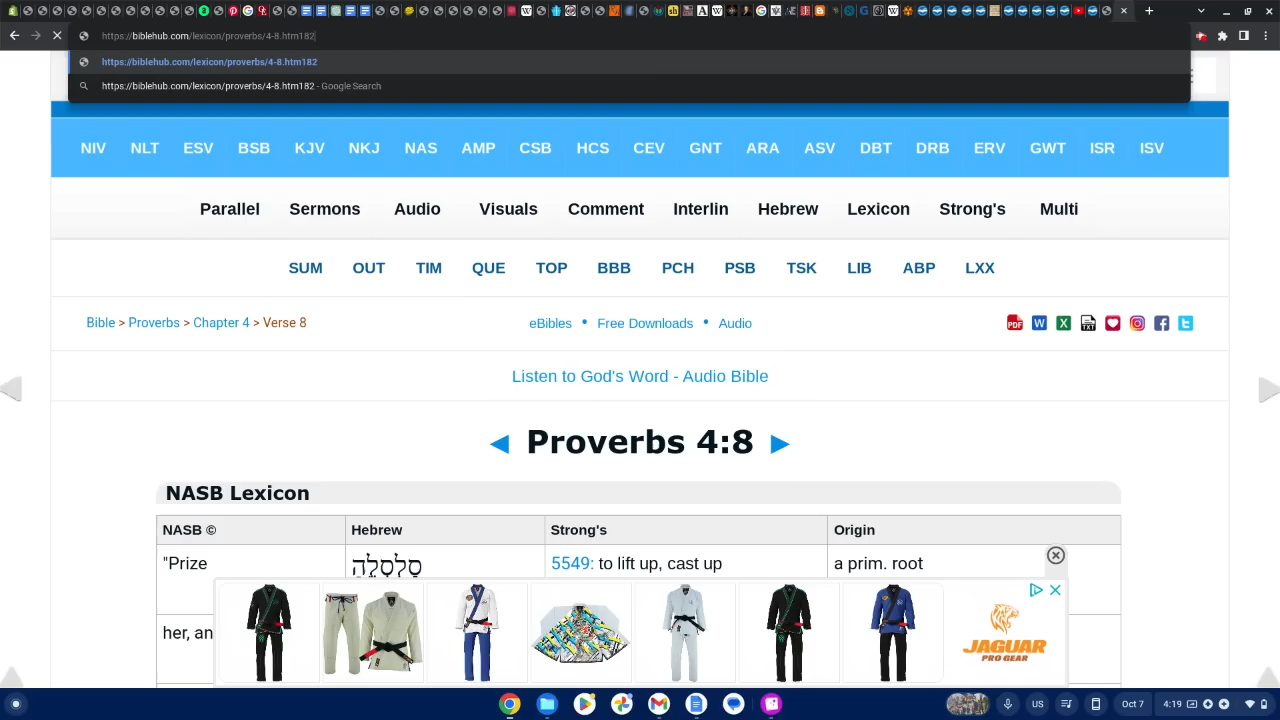 https://biblehub.com/lexicon/proverbs/4-8.htm182
https://biblehub.com/lexicon/proverbs/4-8.htm182
https://biblehub.com/lexicon/proverbs/4-8.htm182 - Google Search
NIV NLT ESV BSB KJV NKJ NAS AMP CSB HCS CEV GNT ARA ASV DBT DRB ERV GWT ISR ISV
Parallel Sermons Audio Visuals Comment Interlin Hebrew Lexicon Strong's Multi
SUM OUT TIM QUE TOP BBB PCH PSB TSK LIB ABP LXX
Bible > Proverbs > Chapter 4 > Verse 8 eBibles • Free Downloads • Audio PDF W X TXT
Listen to God's Word - Audio Bible
◄ Proverbs 4:8 ►
NASB Lexicon
NASB © Hebrew Strong's Origin
"Prize סַלְסְלֶ֥הָ 5549: to lift up, cast up a prim. root
her, an
JAGUAR
PRO GEAR
US Oct 7 4:19